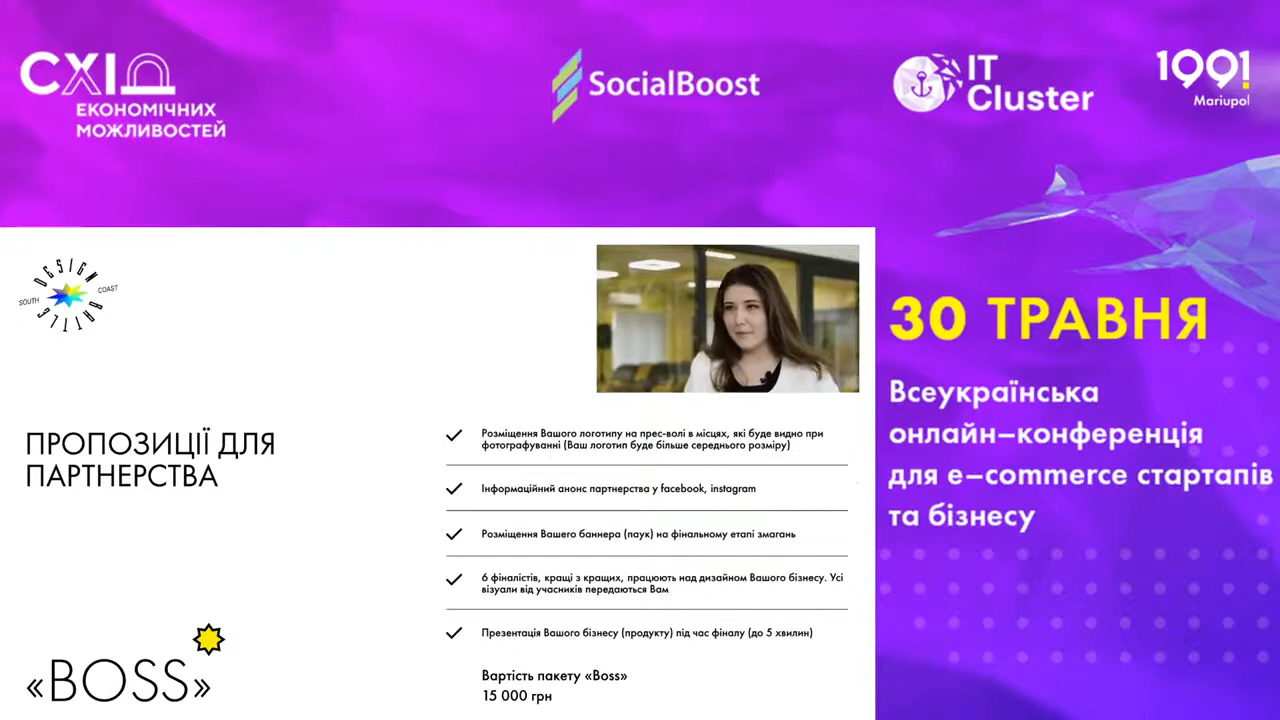 СХІД
ЕКОНОМІЧНИХ
МОЖЛИВОСТЕЙ
SocialBoost
IT
Cluster
1991
Mariupol
DESIGN
SOUTH
COAST
BATTLE
ПРОПОЗИЦІЇ ДЛЯ
ПАРТНЕРСТВА
«BOSS»
Розміщення Вашого логотипу на прес-волі в місцях, які буде видно при
фотографуванні (Ваш логотип буде більше середнього розміру)
Інформаційний анонс партнерства у facebook, instagram
Розміщення Вашего баннера (паук) на фінальному етапі змагань
6 фіналістів, кращі з кращих, працюють над дизайном Вашого бізнесу. Усі
візуали від учасників передаються Вам
Презентація Вашого бізнесу (продукту) під час фіналу (до 5 хвилин)
Вартість пакету «Boss»
15 000 грн
30 ТРАВНЯ
Всеукраїнська
онлайн–конференція
для e–commerce стартапів
та бізнесу